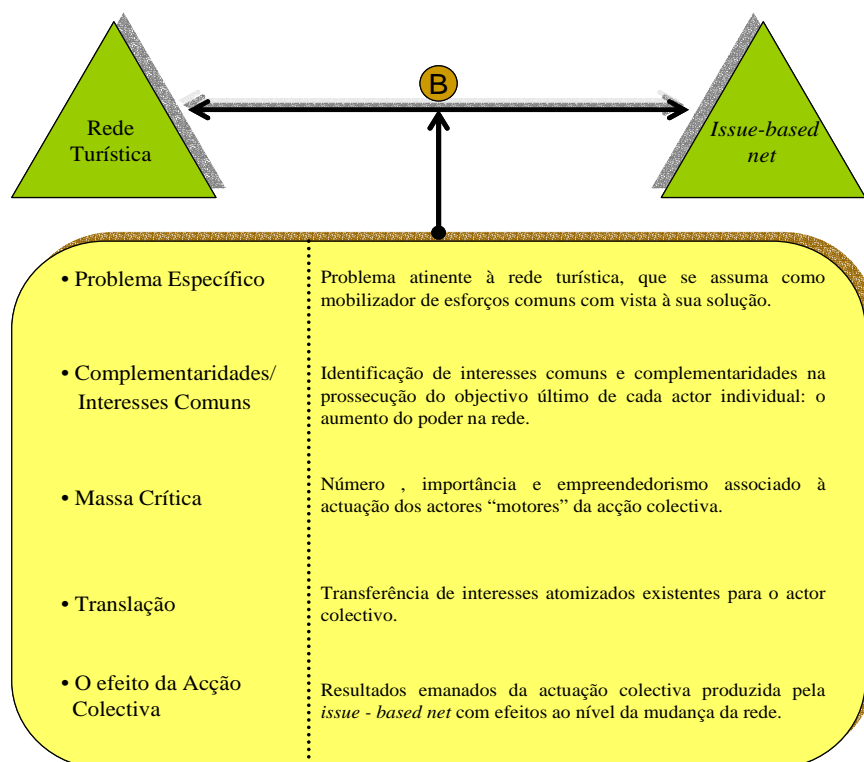 B
Rede
Turística
Issue-based
net
• Problema Específico
Problema atinente à rede turística, que se assuma como
mobilizador de esforços comuns com vista à sua solução.
• Complementaridades/
Interesses Comuns
Identificação de interesses comuns e complementaridades na
prossecução do objectivo último de cada actor individual: o
aumento do poder na rede.
• Massa Crítica
Número , importância e empreendedorismo associado à
actuação dos actores “motores” da acção colectiva.
• Translação
Transferência de interesses atomizados existentes para o actor
colectivo.
• O efeito da Acção
Colectiva
Resultados emanados da actuação colectiva produzida pela
issue - based net com efeitos ao nível da mudança da rede.